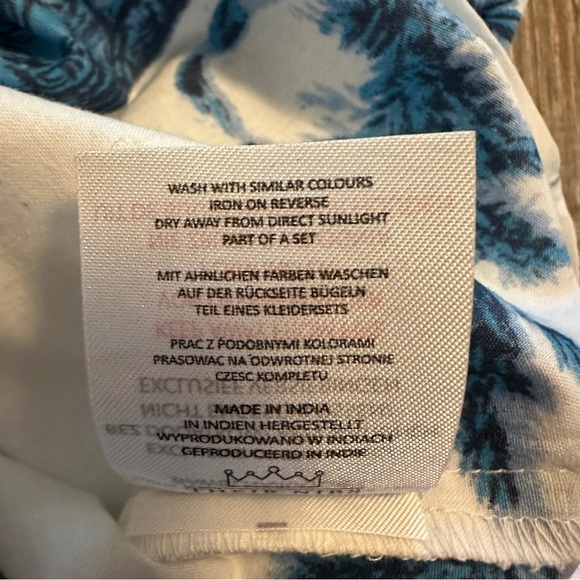 WASH WITH SIMILAR COLOURS
IRON ON REVERSE
DRY AWAY FROM DIRECT SUNLIGHT
PART OF A SET
MIT AHNLICHEN FARBEN WASCHEN
AUF DER RÜCKSEITE BÜGELN
TEIL EINES KLEIDERSETS
PRAC Z PODOBNYMI KOLORAMI
PRASOWAC NA ODWROTNEJ STRONIE
CZESC KOMPLETU
MADE IN INDIA
IN INDIEN HERGESTELLT
WYPRODUKOWANO W INDIACH
GEPRODUCEERD IN INDIE